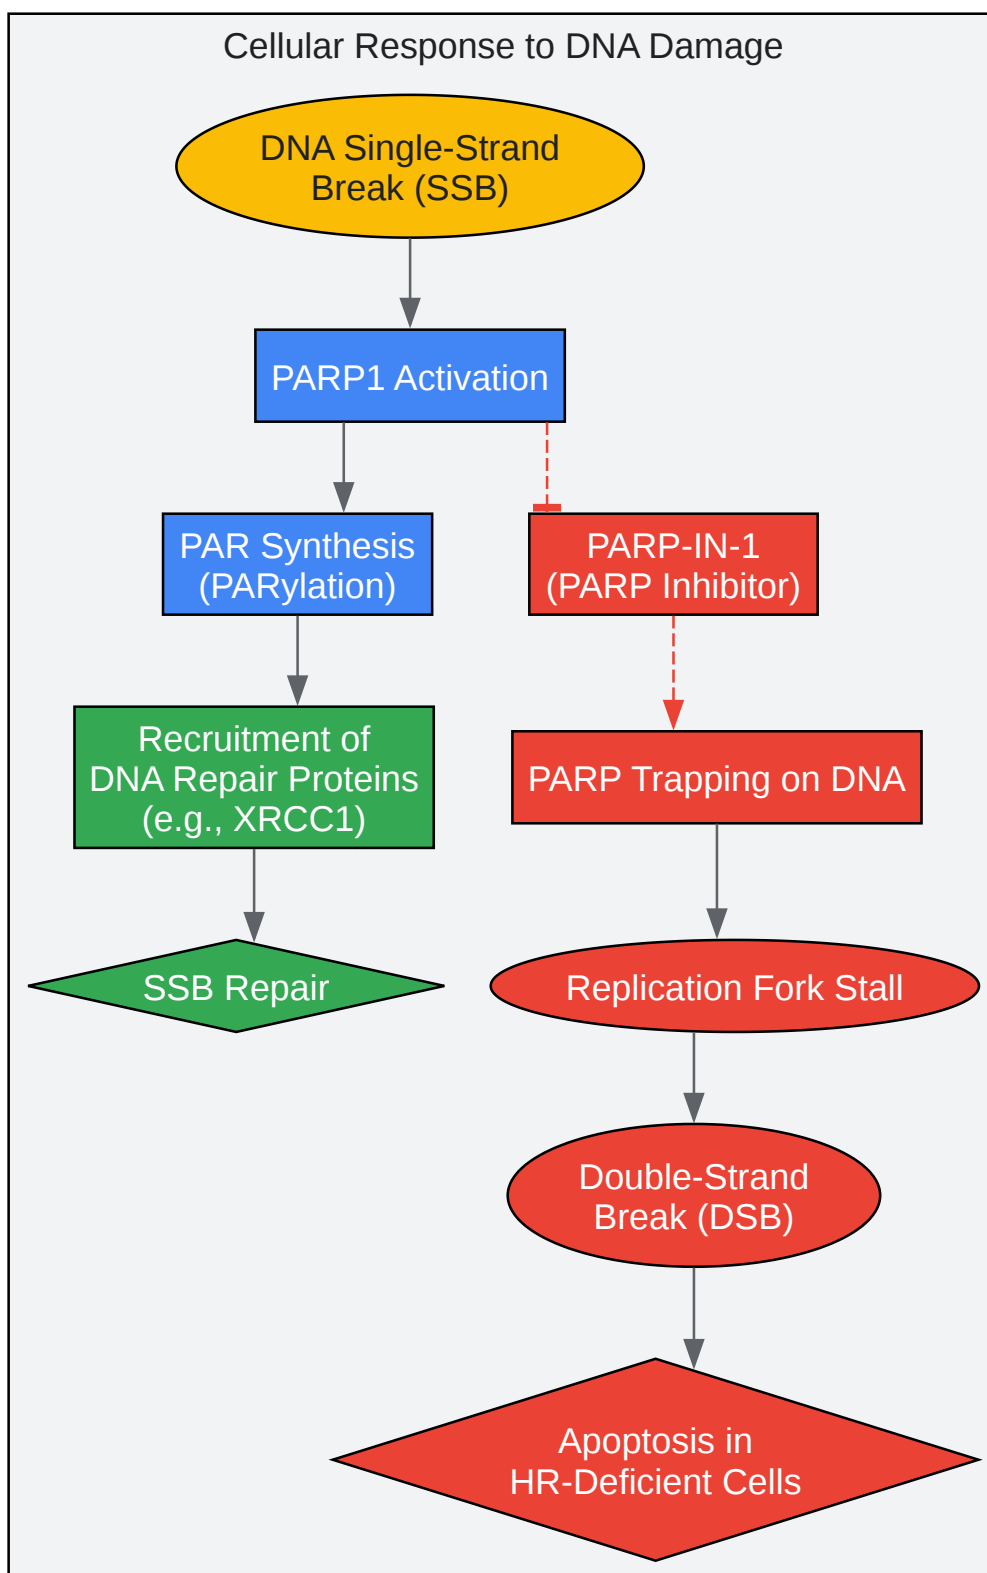 Cellular Response to DNA Damage
DNA Single-Strand
Break (SSB)
PARP1 Activation
PAR Synthesis
(PARylation)
PARP-IN-1
(PARP Inhibitor)
Recruitment of
DNA Repair Proteins
(e.g., XRCC1)
PARP Trapping on DNA
SSB Repair
Replication Fork Stall
Double-Strand
Break (DSB)
Apoptosis in
HR-Deficient Cells